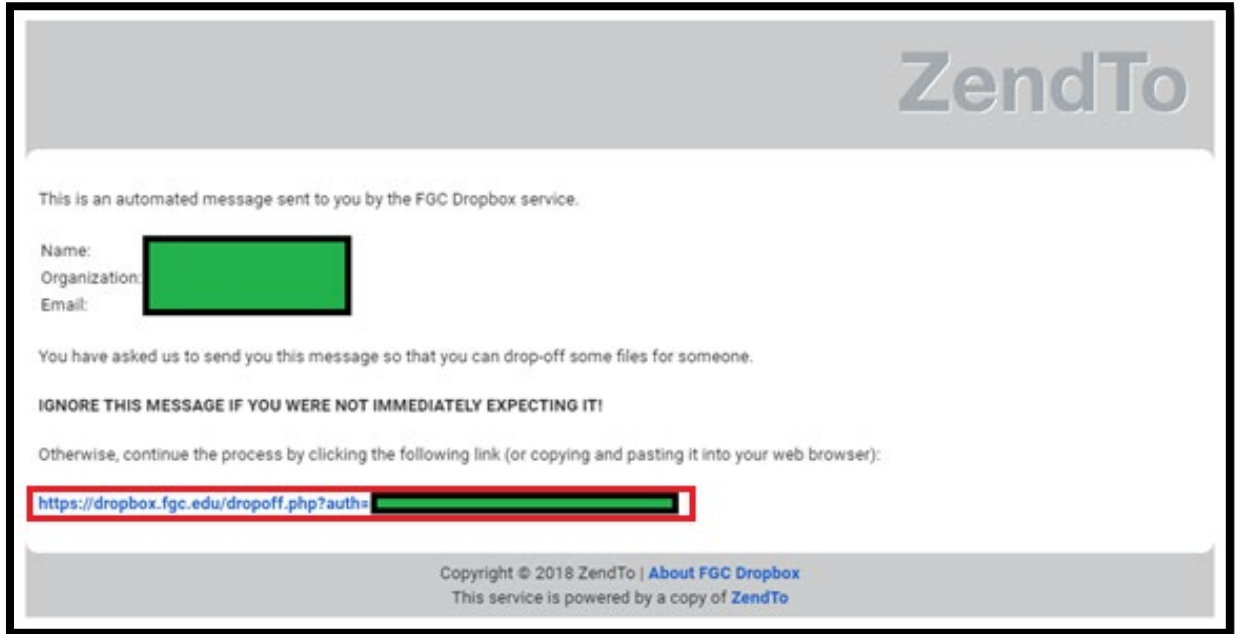 ZendTo
This is an automated message sent to you by the FGC Dropbox service.
Name:
Organization:
Email:
You have asked us to send you this message so that you can drop-off some files for someone.
IGNORE THIS MESSAGE IF YOU WERE NOT IMMEDIATELY EXPECTING IT!
Otherwise, continue the process by clicking the following link (or copying and pasting it into your web browser):
https://dropbox.fgc.edu/dropoff.php?auth=
Copyright © 2018 ZendTo | About FGC Dropbox
This service is powered by a copy of ZendTo